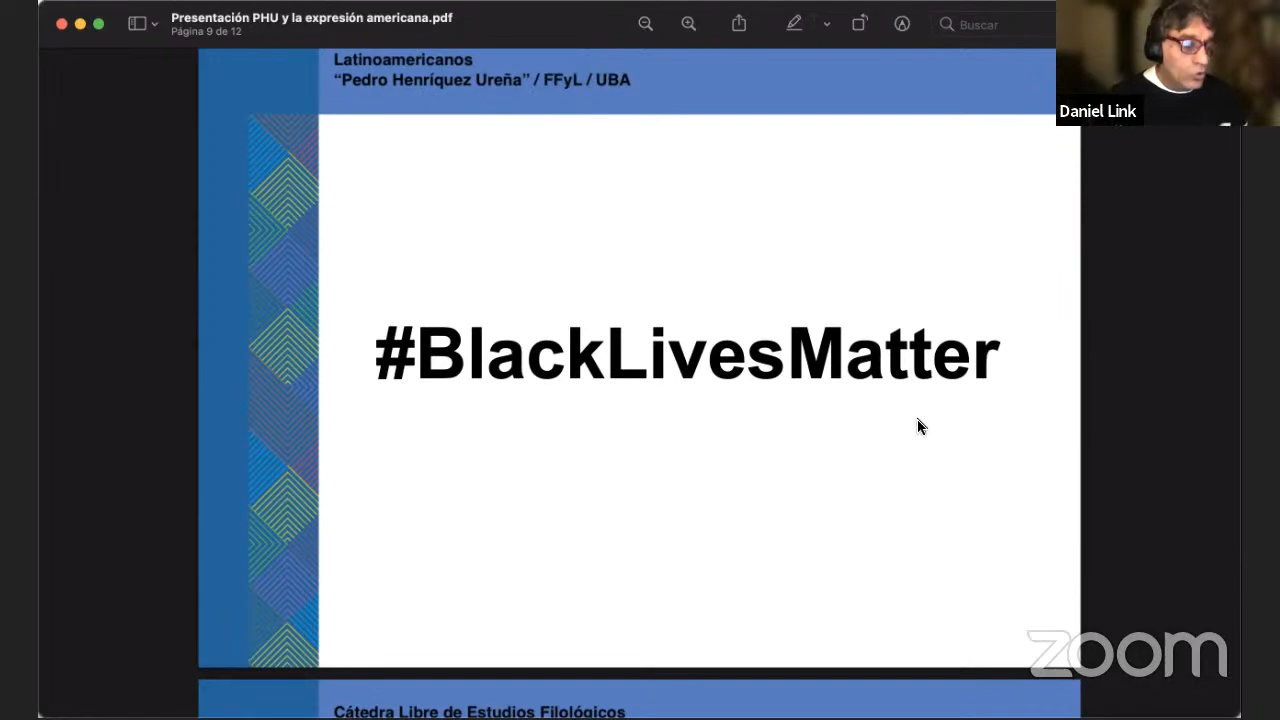 Presentación PHU y la expresión americana.pdf
Página 9 de 12
Buscar
Daniel Link
Latinoamericanos
“Pedro Henríquez Ureña” / FFyL / UBA
#BlackLivesMatter
zoom
Cátedra Libre de Estudios Filológicos